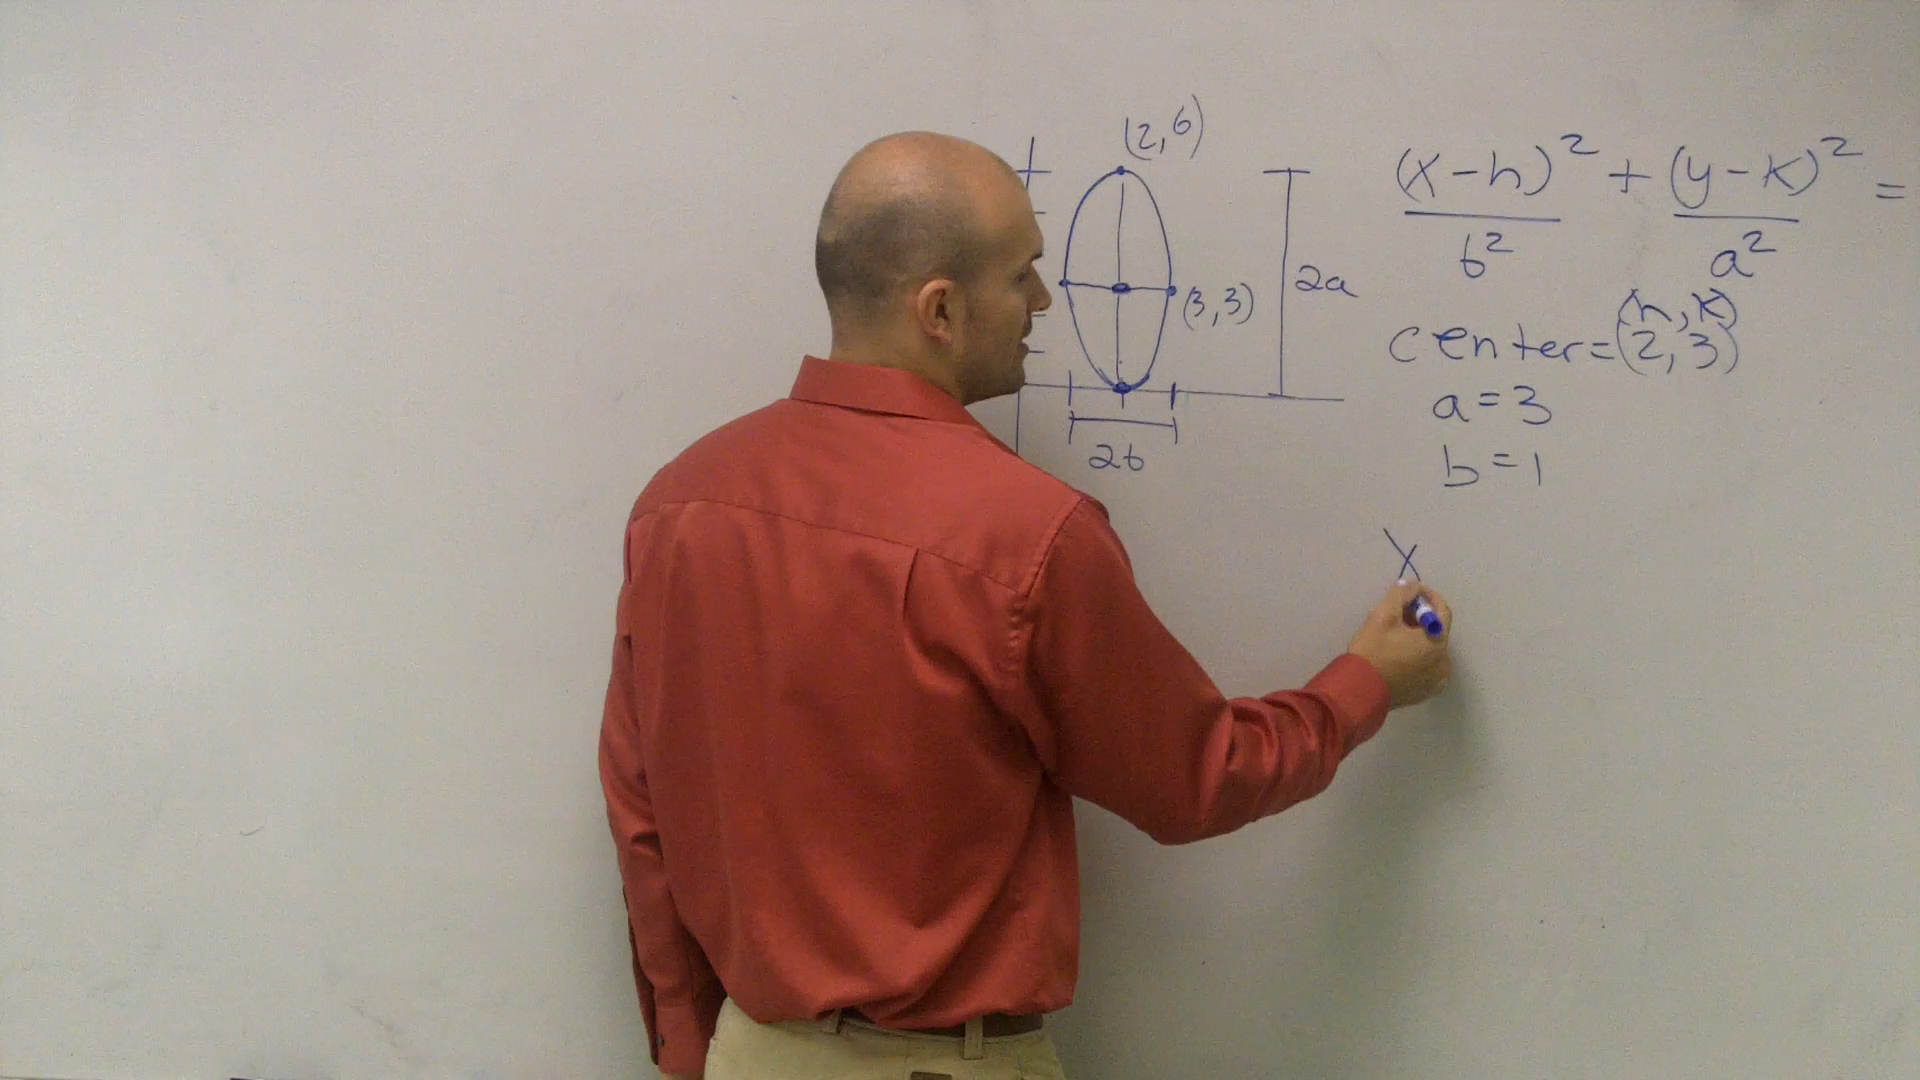 (2,6)
(3,3)
2a
2b
(x-h)² + (y-k)² =
b² a²
(h,k)
center=(2,3)
a=3
b=1
x